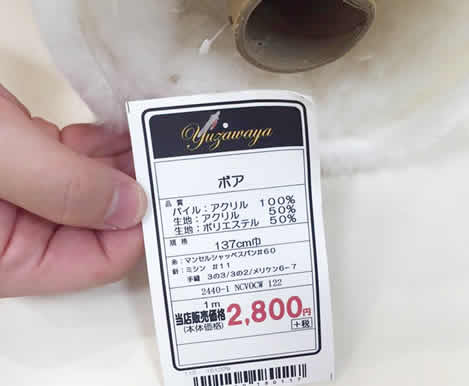 Yuzawaya
ボア
品質
パイル：アクリル 100%
生地：アクリル 50%
生地：ポリエステル 50%
規格
137cm巾
糸：マンセルシャッペスパン#60
針：ミシン #11
手縫 3の3/3の2/メリケン6-7
2440-1 NCVOCW 122
1m
当店販売価格
(本体価格)
2,800円
+税